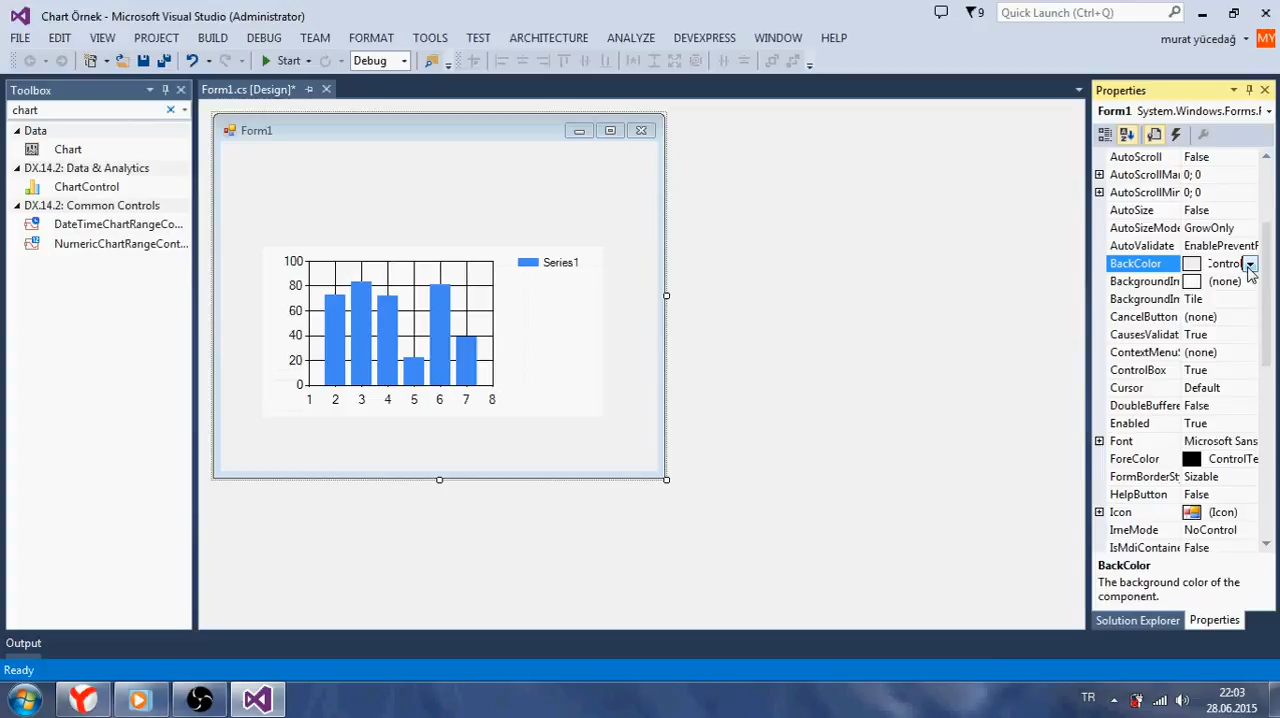 Chart Örnek - Microsoft Visual Studio (Administrator)
9
Quick Launch (Ctrl+Q)
FILE EDIT VIEW PROJECT BUILD DEBUG TEAM FORMAT TOOLS TEST ARCHITECTURE ANALYZE DEVEXPRESS WINDOW HELP
murat yücedağ
MY
Start
Debug
Toolbox
chart
Data
Chart
DX.14.2: Data & Analytics
ChartControl
DX.14.2: Common Controls
DateTimeChartRangeCo...
NumericChartRangeCont...
Form1.cs [Design]*
Form1
100
80
60
40
20
0
1 2 3 4 5 6 7 8
Series1
Properties
Form1 System.Windows.Forms.F
AutoScroll False
AutoScrollMa 0; 0
AutoScrollMin 0; 0
AutoSize False
AutoSizeMode GrowOnly
AutoValidate EnablePreventF
BackColor Control
BackgroundIn (none)
BackgroundIn Tile
CancelButton (none)
CausesValidat True
ContextMenuS (none)
ControlBox True
Cursor Default
DoubleBuffere False
Enabled True
Font Microsoft Sans
ForeColor ControlTe
FormBorderSty Sizable
HelpButton False
Icon (Icon)
ImeMode NoControl
IsMdiContaine False
BackColor
The background color of the
component.
Solution Explorer Properties
Output
Ready
TR
22:03
28.06.2015